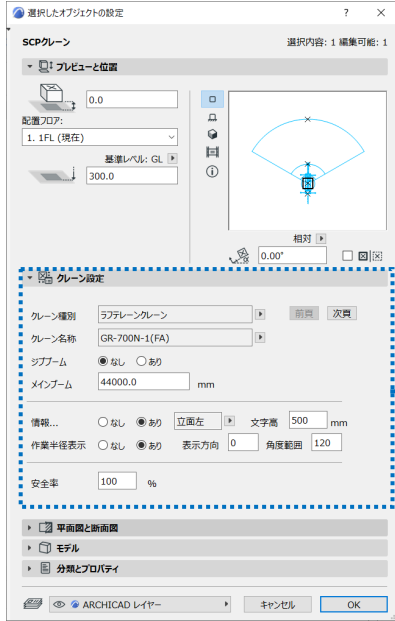 選択したオブジェクトの設定 ? ×
SCPクレーン 選択内容: 1 編集可能: 1
プレビューと位置
0.0
配置フロア:
1. 1FL (現在)
基準レベル: GL
300.0
相対
0.00°
クレーン設定
クレーン種別 ラフテレーンクレーン 前頁 次頁
クレーン名称 GR-700N-1(FA)
ジブブーム なし あり
メインブーム 44000.0 mm
情報... なし あり 立面左 文字高 500 mm
作業半径表示 なし あり 表示方向 0 角度範囲 120
安全率 100 %
平面図と断面図
モデル
分類とプロパティ
ARCHICAD レイヤー キャンセル OK